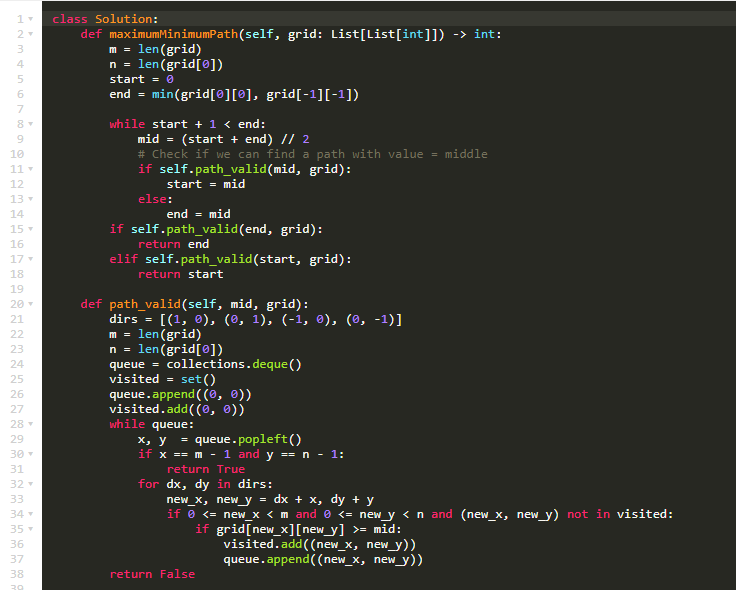 1 class Solution:
2     def maximumMinimumPath(self, grid: List[List[int]]) -> int:
3         m = len(grid)
4         n = len(grid[0])
5         start = 0
6         end = min(grid[0][0], grid[-1][-1])
7
8         while start + 1 < end:
9             mid = (start + end) // 2
10             # Check if we can find a path with value = middle
11             if self.path_valid(mid, grid):
12                 start = mid
13             else:
14                 end = mid
15         if self.path_valid(end, grid):
16             return end
17         elif self.path_valid(start, grid):
18             return start
19
20     def path_valid(self, mid, grid):
21         dirs = [(1, 0), (0, 1), (-1, 0), (0, -1)]
22         m = len(grid)
23         n = len(grid[0])
24         queue = collections.deque()
25         visited = set()
26         queue.append((0, 0))
27         visited.add((0, 0))
28         while queue:
29             x, y  = queue.popleft()
30             if x == m - 1 and y == n - 1:
31                 return True
32             for dx, dy in dirs:
33                 new_x, new_y = dx + x, dy + y
34                 if 0 <= new_x < m and 0 <= new_y < n and (new_x, new_y) not in visited:
35                     if grid[new_x][new_y] >= mid:
36                         visited.add((new_x, new_y))
37                         queue.append((new_x, new_y))
38         return False
39